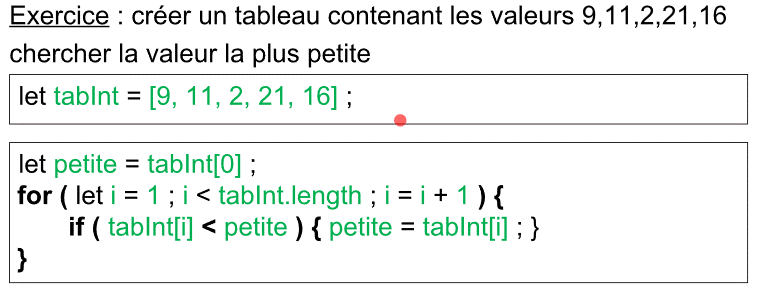 Exercice : créer un tableau contenant les valeurs 9,11,2,21,16
chercher la valeur la plus petite
let tabInt = [9, 11, 2, 21, 16] ;
let petite = tabInt[0] ;
for ( let i = 1 ; i < tabInt.length ; i = i + 1 ) {
if ( tabInt[i] < petite ) { petite = tabInt[i] ; }
}